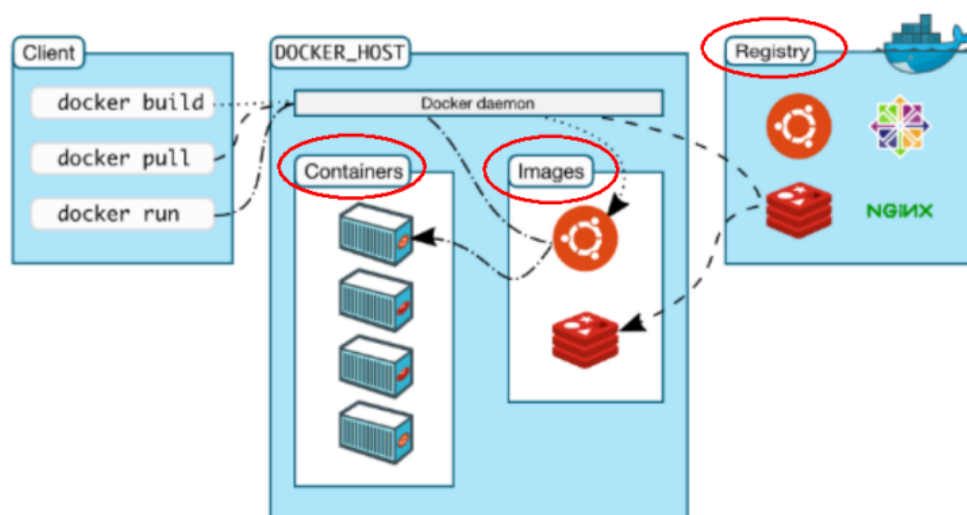 Client
docker build
docker pull
docker run
DOCKER_HOST
Docker daemon
Containers
Images
Registry
NGINX